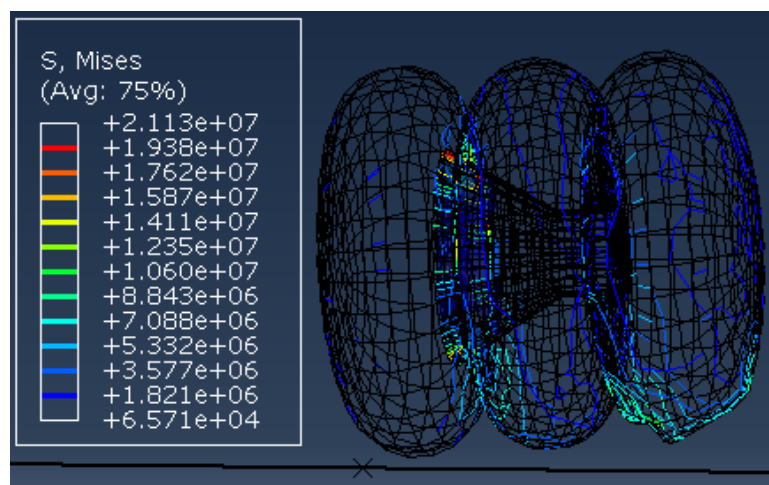 S, Mises
(Avg: 75%)
+2.113e+07
+1.938e+07
+1.762e+07
+1.587e+07
+1.411e+07
+1.235e+07
+1.060e+07
+8.843e+06
+7.088e+06
+5.332e+06
+3.577e+06
+1.821e+06
+6.571e+04